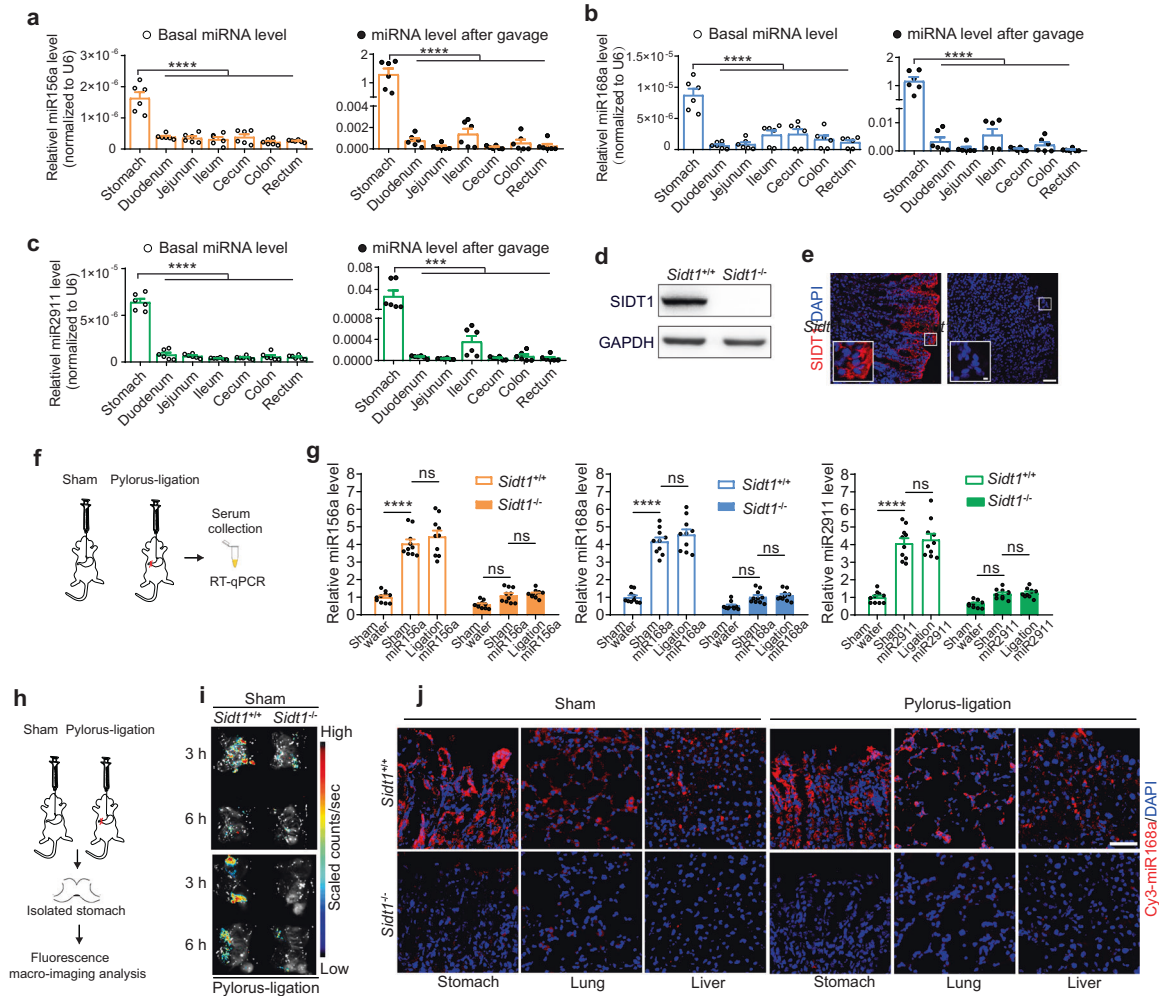 a
Basal miRNA level
miRNA level after gavage
Relative miR156a level
(normalized to U6)
3×10⁻⁶
2×10⁻⁶
1×10⁻⁶
0
****
Stomach
Duodenum
Jejunum
Ileum
Cecum
Colon
Rectum
2
1
0.004
0.002
0.000
****
Stomach
Duodenum
Jejunum
Ileum
Cecum
Colon
Rectum
b
Basal miRNA level
miRNA level after gavage
Relative miR168a level
(normalized to U6)
1.5×10⁻⁵
1×10⁻⁵
5×10⁻⁶
0
****
Stomach
Duodenum
Jejunum
Ileum
Cecum
Colon
Rectum
2
1
0.01
0.00
****
Stomach
Duodenum
Jejunum
Ileum
Cecum
Colon
Rectum
c
Basal miRNA level
miRNA level after gavage
Relative miR2911 level
(normalized to U6)
1×10⁻⁵
5×10⁻⁶
0
****
Stomach
Duodenum
Jejunum
Ileum
Cecum
Colon
Rectum
0.08
0.04
0.0010
0.0005
0.0000
***
Stomach
Duodenum
Jejunum
Ileum
Cecum
Colon
Rectum
d
Sidt1+/+ Sidt1-/-
SIDT1
GAPDH
e
SIDT1/DAPI
f
Sham Pylorus-ligation
Serum
collection
RT-qPCR
g
Relative miR156a level
8
7
6
5
4
3
2
1
0
****
ns
ns
ns
Sidt1+/+
Sidt1-/-
Sham
water
Sham
miR156a
Ligation
miR156a
Sham
water
Sham
miR156a
Ligation
miR156a
Relative miR168a level
8
7
6
5
4
3
2
1
0
****
ns
ns
ns
Sidt1+/+
Sidt1-/-
Sham
water
Sham
miR168a
Ligation
miR168a
Sham
water
Sham
miR168a
Ligation
miR168a
Relative miR2911 level
8
7
6
5
4
3
2
1
0
****
ns
ns
ns
Sidt1+/+
Sidt1-/-
Sham
water
Sham
miR2911
Ligation
miR2911
Sham
water
Sham
miR2911
Ligation
miR2911
h
Sham Pylorus-ligation
Isolated stomach
Fluorescence
macro-imaging analysis
i
Sham
Sidt1+/+ Sidt1-/-
3 h
6 h
3 h
6 h
Pylorus-ligation
High
Scaled counts/sec
Low
j
Sham
Pylorus-ligation
Sidt1+/+
Sidt1-/-
Stomach
Lung
Liver
Stomach
Lung
Liver
Cy3-miR168a/DAPI